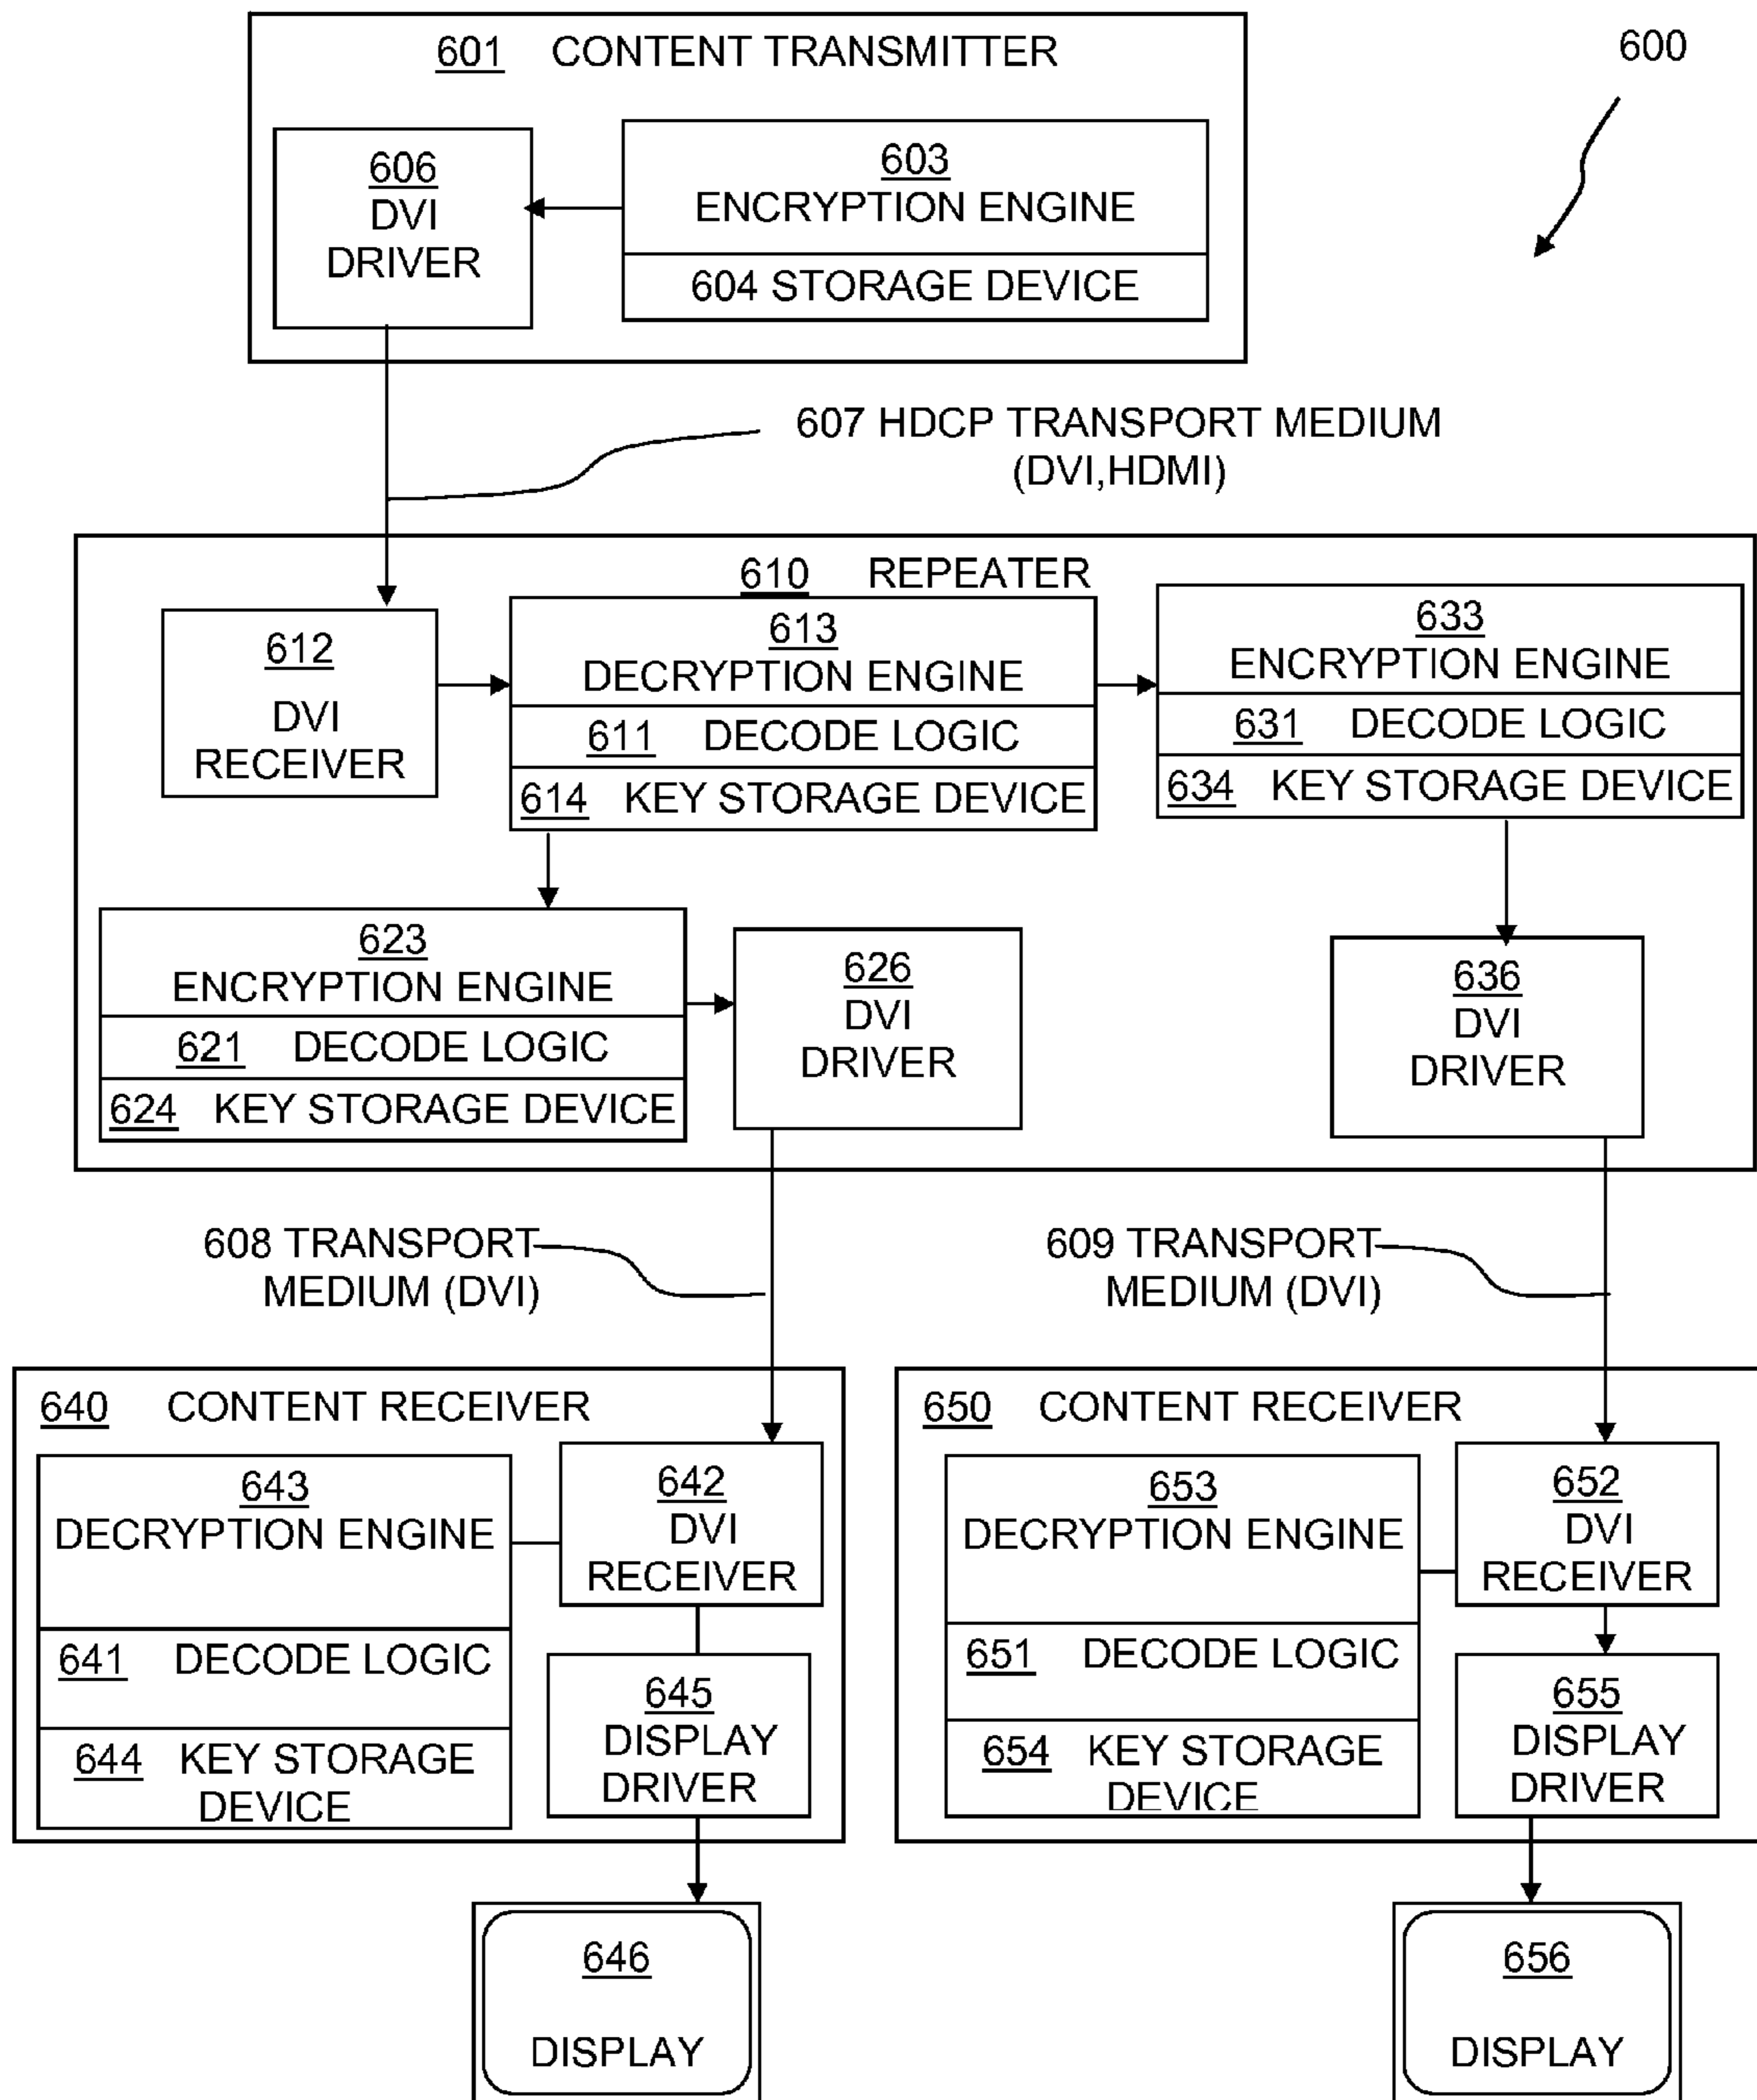 601 CONTENT TRANSMITTER
600
606
DVI
DRIVER
603
ENCRYPTION ENGINE
604 STORAGE DEVICE
607 HDCP TRANSPORT MEDIUM
(DVI,HDMI)
610 REPEATER
612
DVI
RECEIVER
613
DECRYPTION ENGINE
611 DECODE LOGIC
614 KEY STORAGE DEVICE
633
ENCRYPTION ENGINE
631 DECODE LOGIC
634 KEY STORAGE DEVICE
623
ENCRYPTION ENGINE
621 DECODE LOGIC
624 KEY STORAGE DEVICE
626
DVI
DRIVER
636
DVI
DRIVER
608 TRANSPORT
MEDIUM (DVI)
609 TRANSPORT
MEDIUM (DVI)
640 CONTENT RECEIVER
643
DECRYPTION ENGINE
641 DECODE LOGIC
644 KEY STORAGE
DEVICE
642
DVI
RECEIVER
645
DISPLAY
DRIVER
650 CONTENT RECEIVER
653
DECRYPTION ENGINE
651 DECODE LOGIC
654 KEY STORAGE
DEVICE
652
DVI
RECEIVER
655
DISPLAY
DRIVER
646
DISPLAY
656
DISPLAY